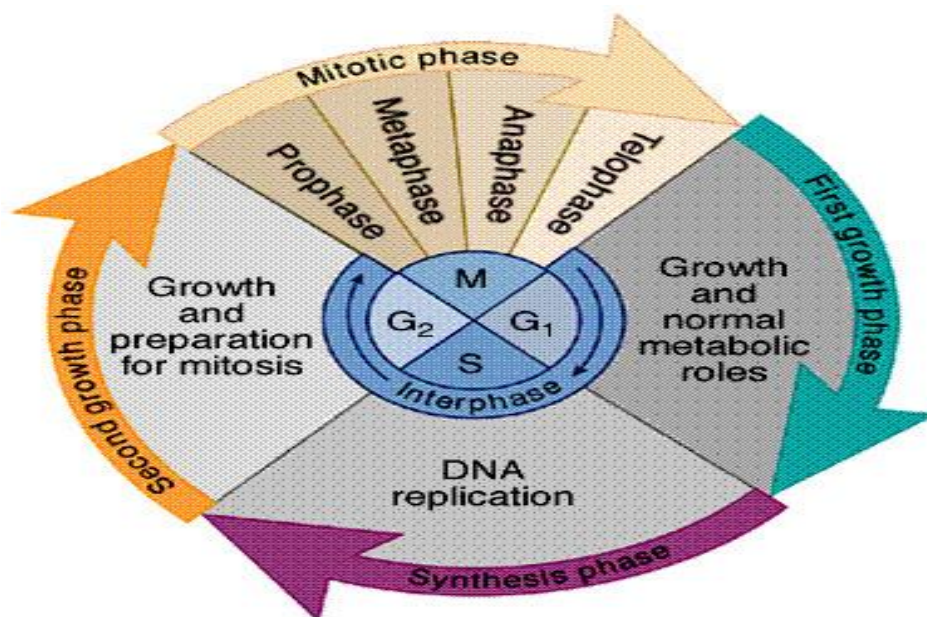 Mitotic phase
Prophase
Metaphase
Anaphase
Telophase
First growth phase
Growth
and
normal
metabolic
roles
Growth
and
preparation
for mitosis
Second growth phase
M
G₂
G₁
S
Interphase
DNA
replication
Synthesis phase